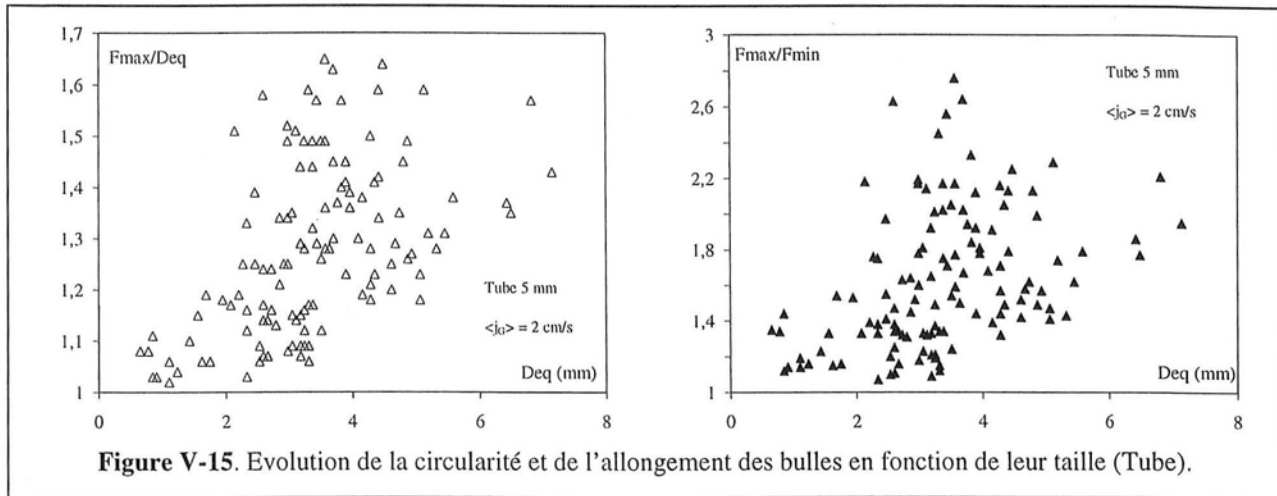 1,7
Fmax/Deq
1,6
1,5
1,4
1,3
1,2
Tube 5 mm
1,1
<jG> = 2 cm/s
Deq (mm)
1
0
2
4
6
8
3
Fmax/Fmin
Tube 5 mm
2,6
<jG> = 2 cm/s
2,2
1,8
1,4
Deq (mm)
1
0
2
4
6
8
Figure V-15. Evolution de la circularité et de l'allongement des bulles en fonction de leur taille (Tube).